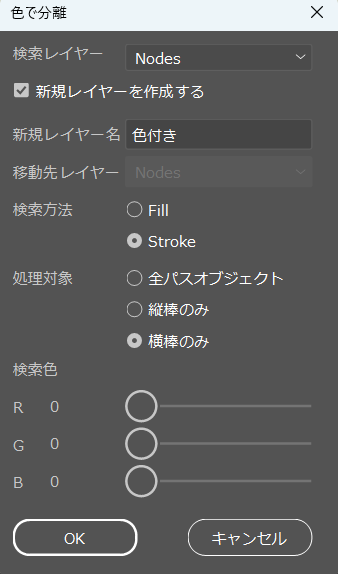 色で分離
検索レイヤー Nodes
新規レイヤーを作成する
新規レイヤー名 色付き
移動先レイヤー Nodes
検索方法 Fill
Stroke
処理対象 全パスオブジェクト
縦棒のみ
横棒のみ
検索色
R 0
G 0
B 0
OK キャンセル